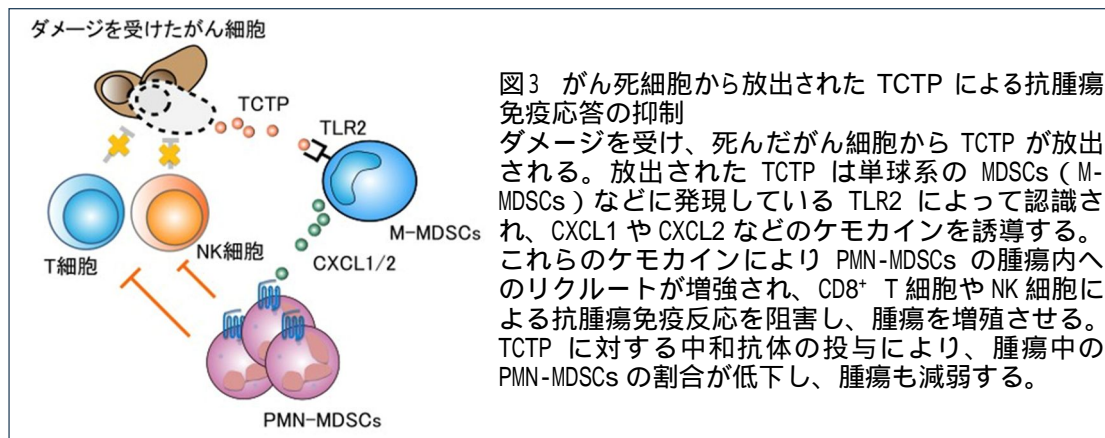 ダメージを受けたがん細胞
TCTP
TLR2
M-MDSCs
T細胞
NK細胞
CXCL1/2
PMN-MDSCs
図3 がん死細胞から放出された TCTP による抗腫瘍
免疫応答の抑制
ダメージを受け、死んだがん細胞から TCTP が放出
される。放出された TCTP は単球系の MDSCs（M-
MDSCs）などに発現している TLR2 によって認識さ
れ、CXCL1 や CXCL2 などのケモカインを誘導する。
これらのケモカインにより PMN-MDSCs の腫瘍内へ
のリクルートが増強され、CD8⁺ T 細胞や NK 細胞に
よる抗腫瘍免疫反応を阻害し、腫瘍を増殖させる。
TCTP に対する中和抗体の投与により、腫瘍中の
PMN-MDSCs の割合が低下し、腫瘍も減弱する。